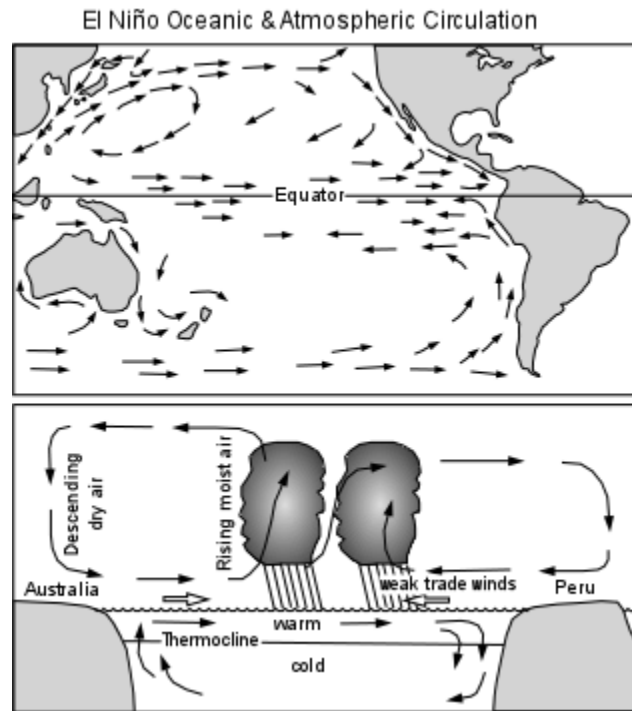 El Niño Oceanic & Atmospheric Circulation
Equator
Descending
dry air
Rising moist air
weak trade winds
Australia
Peru
warm
Thermocline
cold